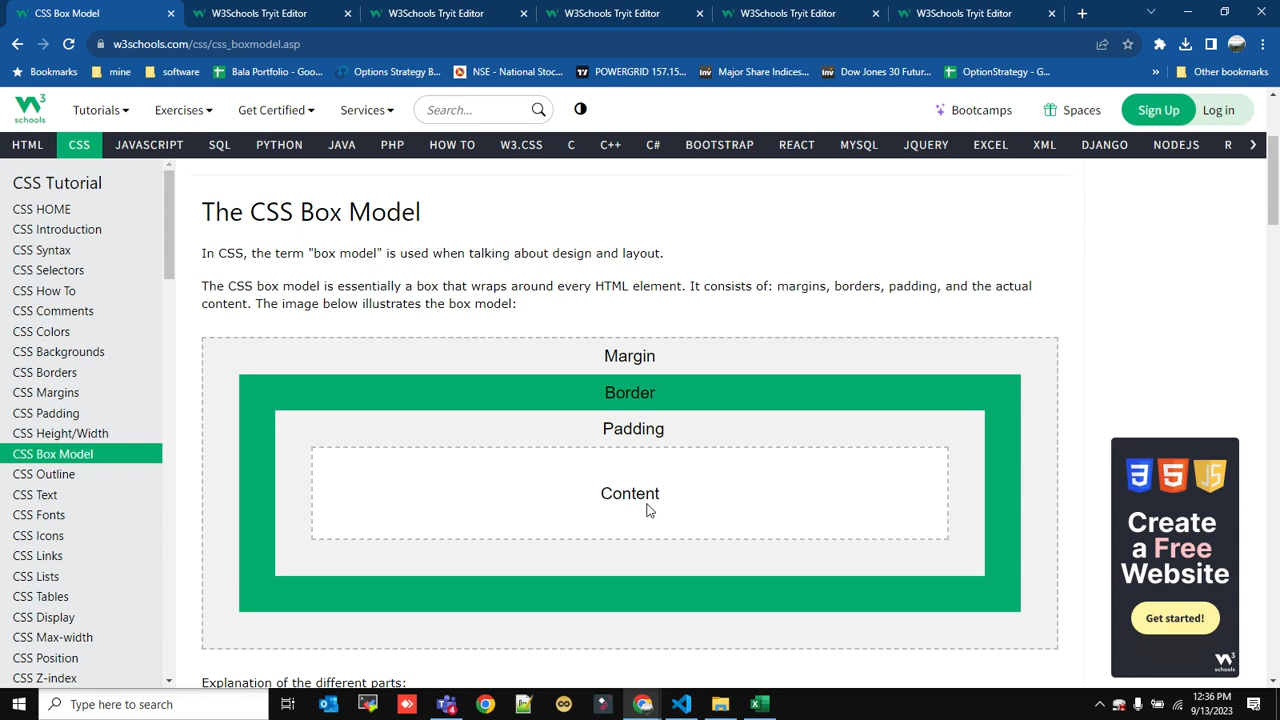 CSS Box Model
W3Schools Tryit Editor
W3Schools Tryit Editor
W3Schools Tryit Editor
W3Schools Tryit Editor
W3Schools Tryit Editor
w3schools.com/css/css_boxmodel.asp
Bookmarks
mine
software
Bala Portfolio - Goo...
Options Strategy B...
NSE - National Stoc...
POWERGRID 157.15...
Major Share Indices...
Dow Jones 30 Futur...
OptionStrategy - G...
»
Other bookmarks
W3 schools
Tutorials
Exercises
Get Certified
Services
Search...
Bootcamps
Spaces
Sign Up
Log in
HTML
CSS
JAVASCRIPT
SQL
PYTHON
JAVA
PHP
HOW TO
W3.CSS
C
C++
C#
BOOTSTRAP
REACT
MYSQL
JQUERY
EXCEL
XML
DJANGO
NODEJS
R
CSS Tutorial
CSS HOME
CSS Introduction
CSS Syntax
CSS Selectors
CSS How To
CSS Comments
CSS Colors
CSS Backgrounds
CSS Borders
CSS Margins
CSS Padding
CSS Height/Width
CSS Box Model
CSS Outline
CSS Text
CSS Fonts
CSS Icons
CSS Links
CSS Lists
CSS Tables
CSS Display
CSS Max-width
CSS Position
CSS Z-index
The CSS Box Model
In CSS, the term "box model" is used when talking about design and layout.
The CSS box model is essentially a box that wraps around every HTML element. It consists of: margins, borders, padding, and the actual
content. The image below illustrates the box model:
Margin
Border
Padding
Content
Explanation of the different parts:
3 5 JS
Create
a Free
Website
Get started!
W3 schools
Type here to search
12:36 PM
9/13/2023